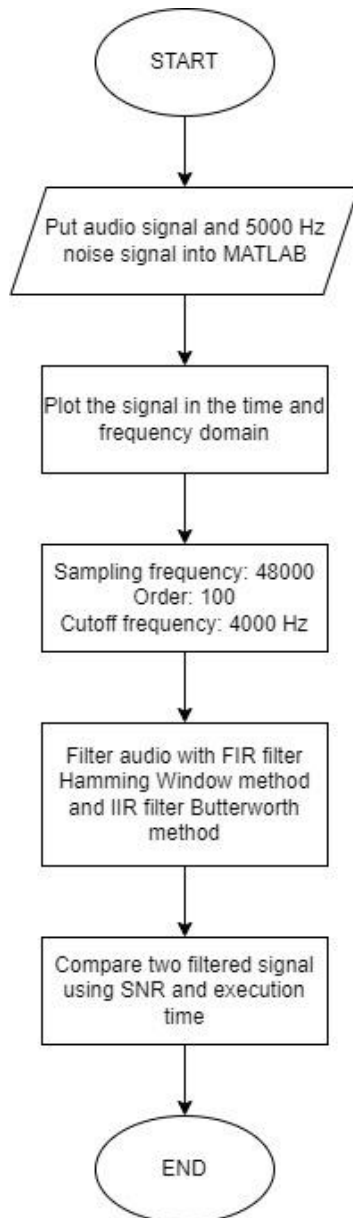 START
Put audio signal and 5000 Hz
noise signal into MATLAB
Plot the signal in the time and
frequency domain
Sampling frequency: 48000
Order: 100
Cutoff frequency: 4000 Hz
Filter audio with FIR filter
Hamming Window method
and IIR filter Butterworth
method
Compare two filtered signal
using SNR and execution
time
END